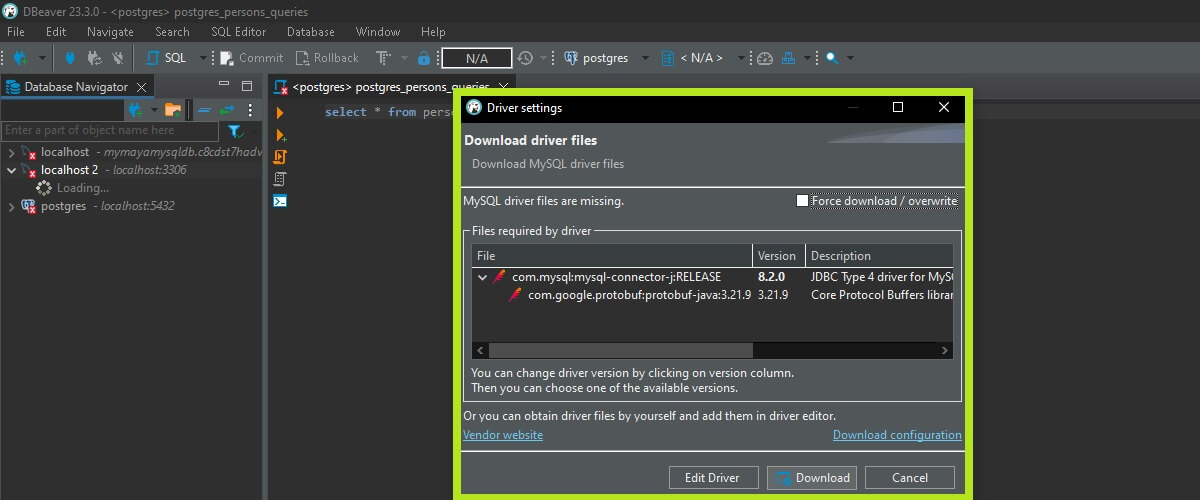 DBeaver 23.3.0 - <postgres> postgres_persons_queries
File Edit Navigate Search SQL Editor Database Window Help
SQL Commit Rollback N/A postgres < N/A >
Database Navigator
<postgres> postgres_persons_queries
Enter a part of object name here
select * from perso
localhost - mymayamysqldb.c8cdst7hadv
localhost 2 - localhost:3306
Loading...
postgres - localhost:5432
Driver settings
Download driver files
Download MySQL driver files
MySQL driver files are missing.
Force download / overwrite
Files required by driver
File Version Description
com.mysql:mysql-connector-j:RELEASE 8.2.0 JDBC Type 4 driver for MySQ
com.google.protobuf:protobuf-java:3.21.9 3.21.9 Core Protocol Buffers librar
You can change driver version by clicking on version column.
Then you can choose one of the available versions.
Or you can obtain driver files by yourself and add them in driver editor.
Vendor website
Download configuration
Edit Driver Download Cancel